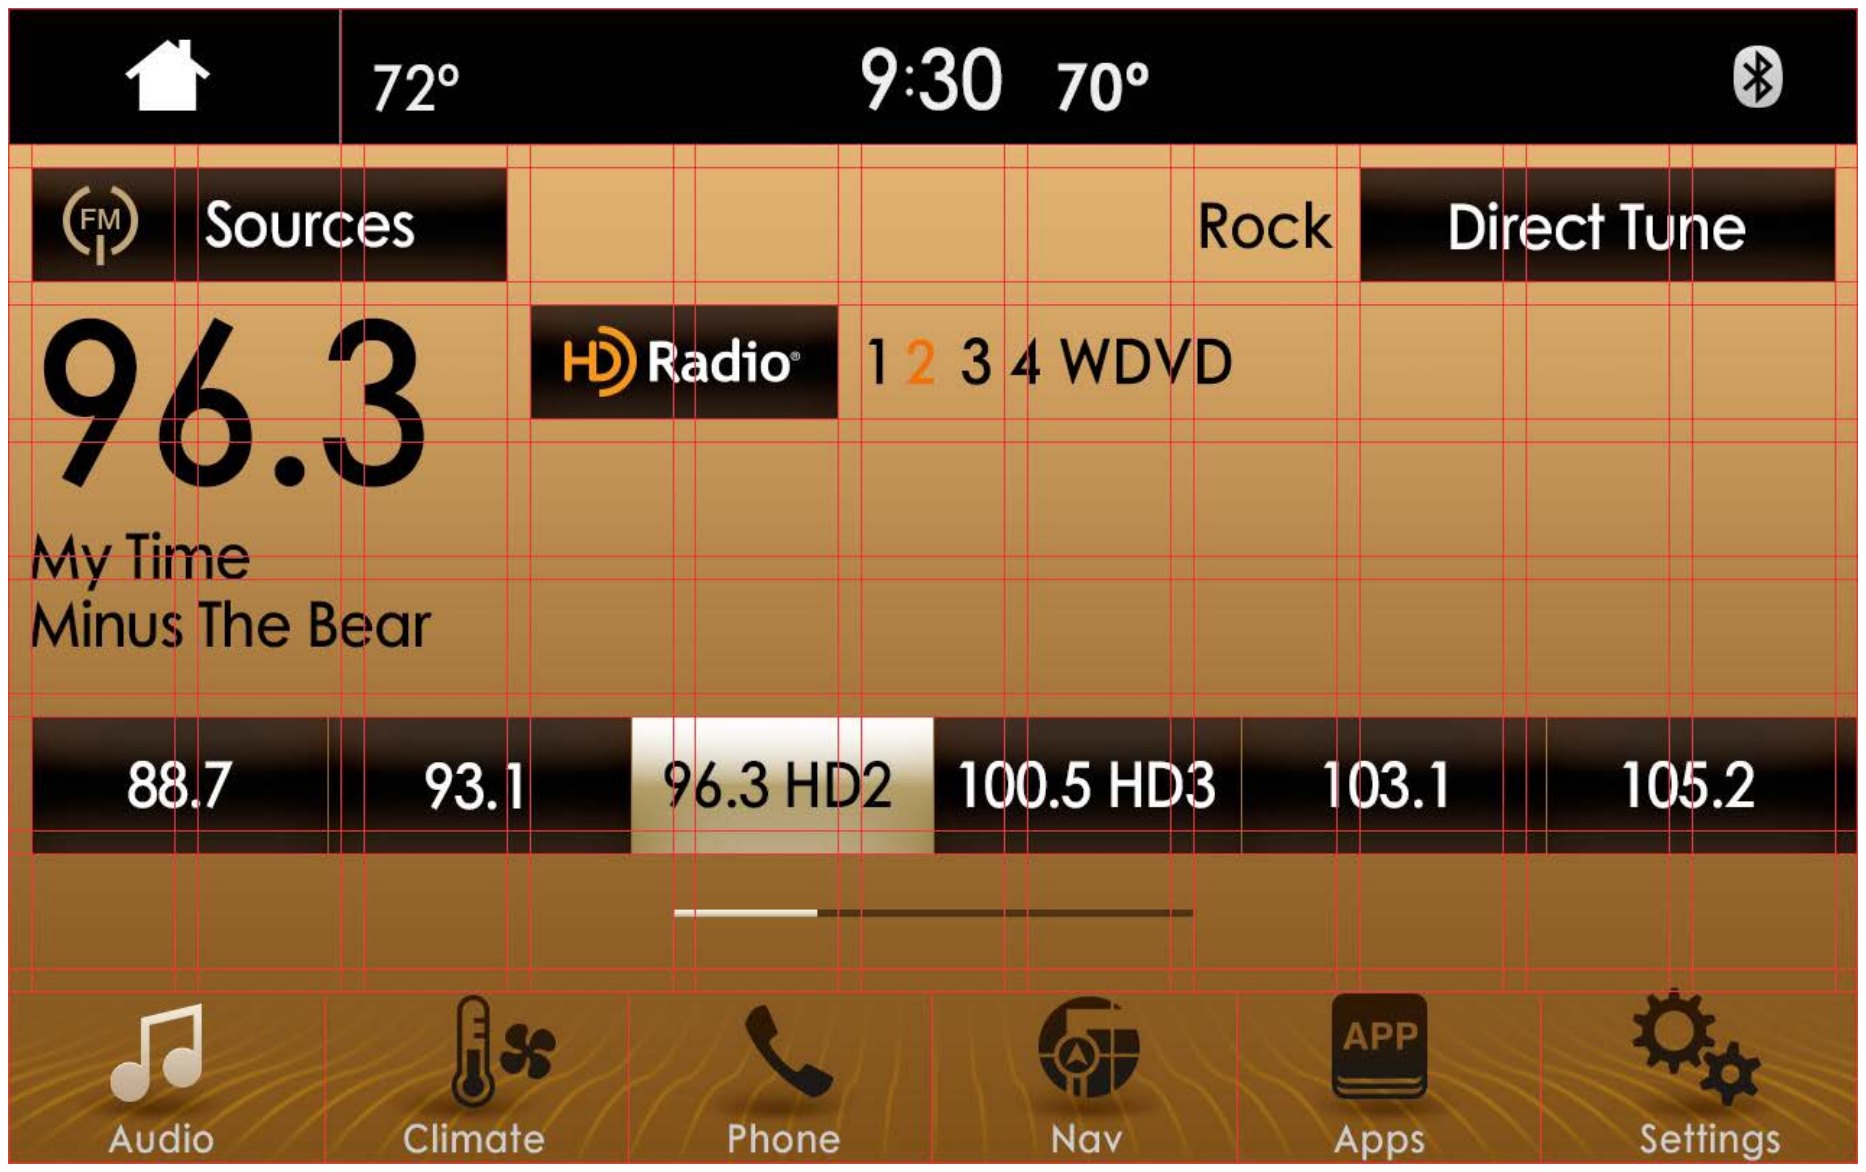 72° 9:30 70°
FM Sources Rock Direct Tune
96.3 HD Radio® 1 2 3 4 WDVD
My Time
Minus The Bear
88.7 93.1 96.3 HD2 100.5 HD3 103.1 105.2
APP
Audio Climate Phone Nav Apps Settings